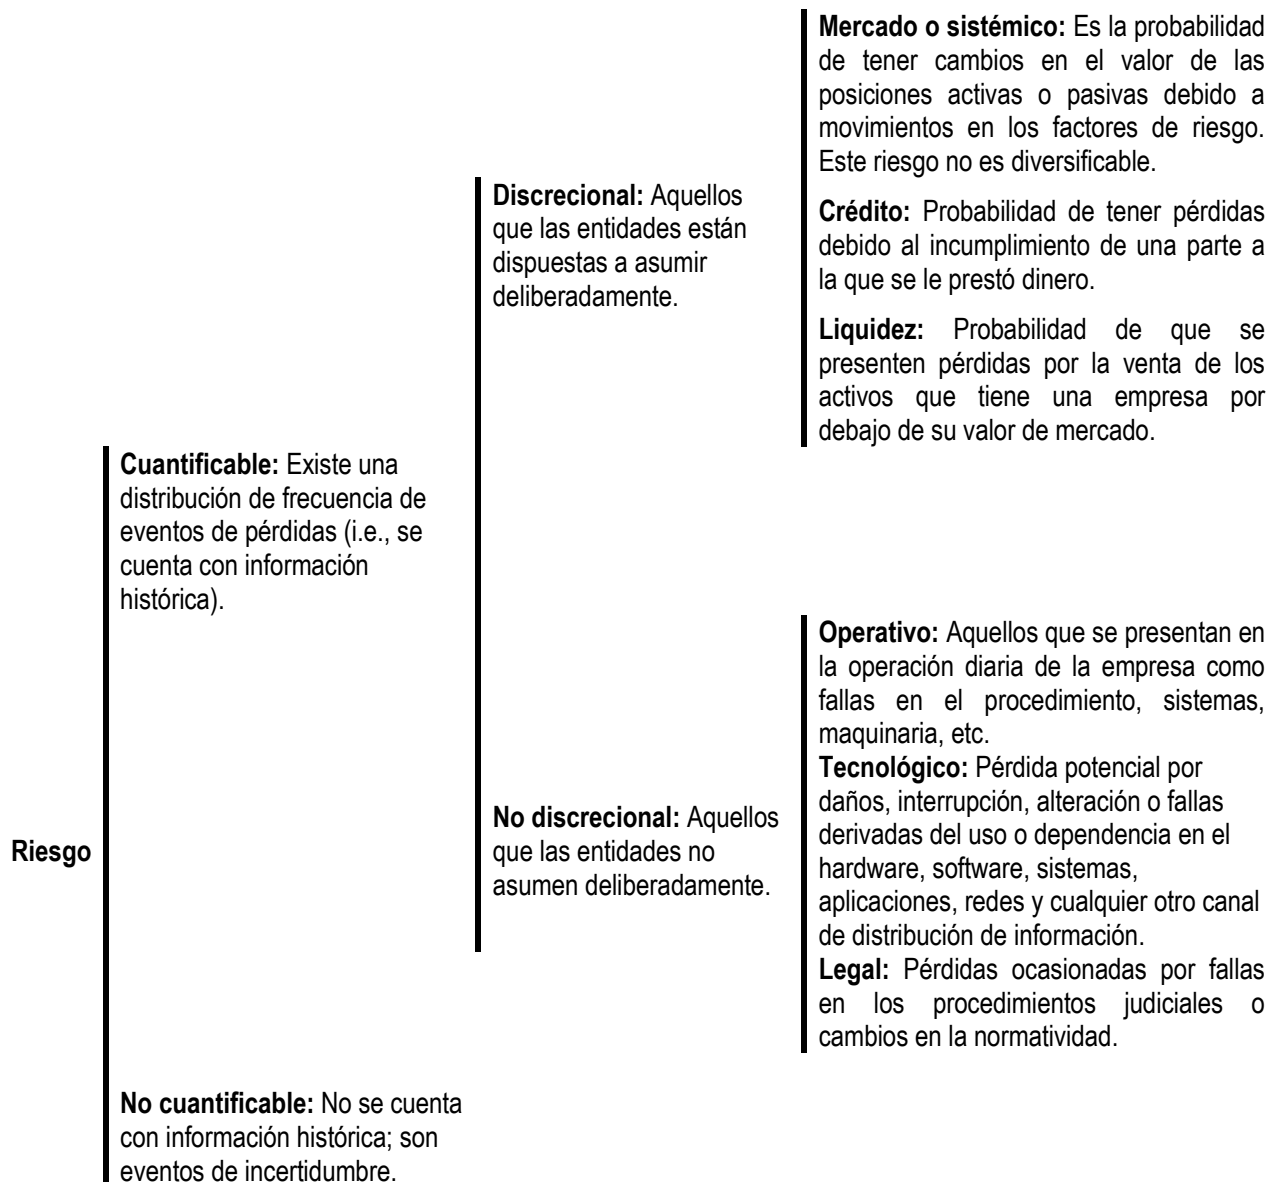 Riesgo
Cuantificable: Existe una
distribución de frecuencia de
eventos de pérdidas (i.e., se
cuenta con información
histórica).
Discrecional: Aquellos
que las entidades están
dispuestas a asumir
deliberadamente.
Mercado o sistémico: Es la probabilidad
de tener cambios en el valor de las
posiciones activas o pasivas debido a
movimientos en los factores de riesgo.
Este riesgo no es diversificable.
Crédito: Probabilidad de tener pérdidas
debido al incumplimiento de una parte a
la que se le prestó dinero.
Liquidez: Probabilidad de que se
presenten pérdidas por la venta de los
activos que tiene una empresa por
debajo de su valor de mercado.
No discrecional: Aquellos
que las entidades no
asumen deliberadamente.
Operativo: Aquellos que se presentan en
la operación diaria de la empresa como
fallas en el procedimiento, sistemas,
maquinaria, etc.
Tecnológico: Pérdida potencial por
daños, interrupción, alteración o fallas
derivadas del uso o dependencia en el
hardware, software, sistemas,
aplicaciones, redes y cualquier otro canal
de distribución de información.
Legal: Pérdidas ocasionadas por fallas
en los procedimientos judiciales o
cambios en la normatividad.
No cuantificable: No se cuenta
con información histórica; son
eventos de incertidumbre.